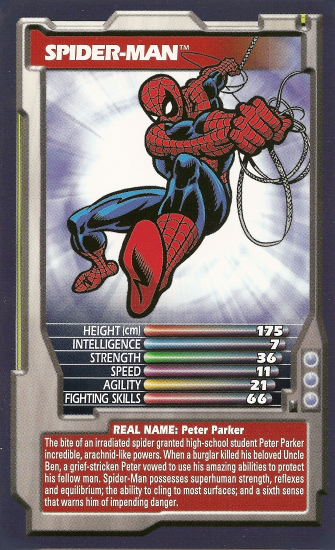 SPIDER-MAN™
HEIGHT (cm) 175
INTELLIGENCE 7
STRENGTH 36
SPEED 11
AGILITY 21
FIGHTING SKILLS 66
REAL NAME: Peter Parker
The bite of an irradiated spider granted high-school student Peter Parker
incredible, arachnid-like powers. When a burglar killed his beloved Uncle
Ben, a grief-stricken Peter vowed to use his amazing abilities to protect
his fellow man. Spider-Man possesses superhuman strength, reflexes
and equilibrium; the ability to cling to most surfaces; and a sixth sense
that warns him of impending danger.